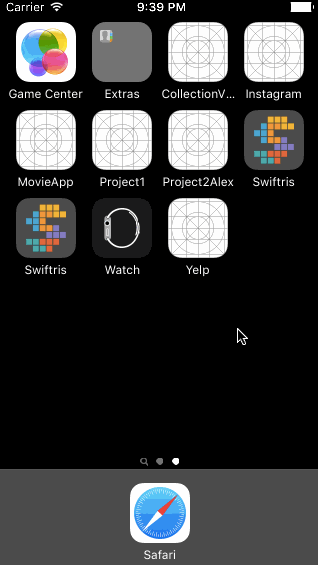 Carrier 9:39 PM
Game Center Extras CollectionV... Instagram
MovieApp Project1 Project2Alex Swiftris
Swiftris Watch Yelp
Safari